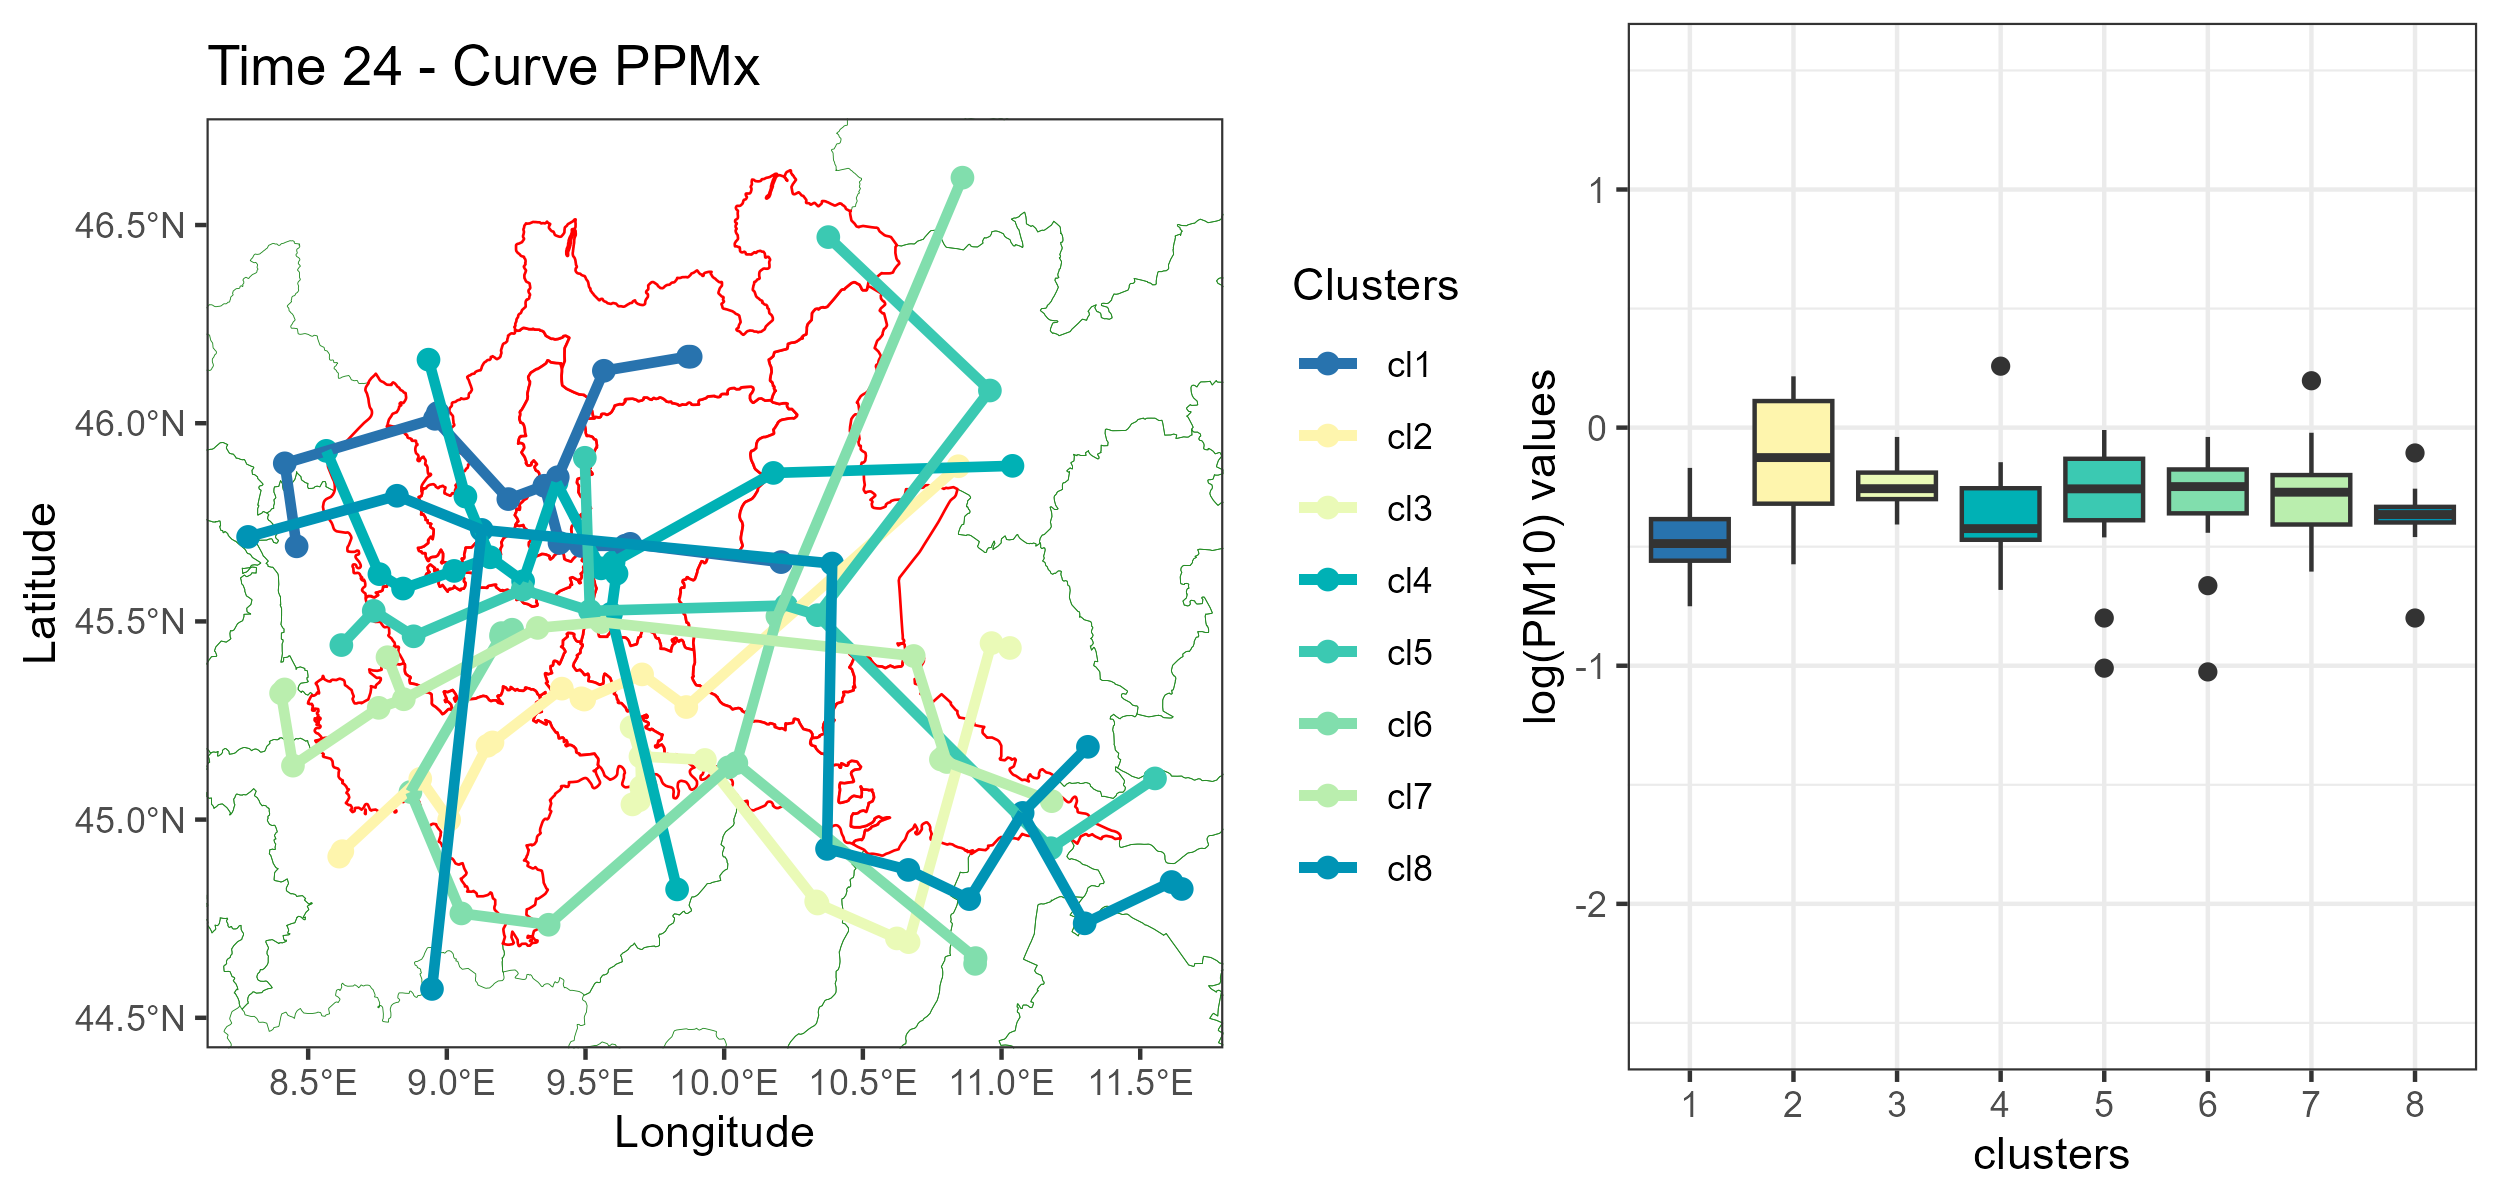 Time 24 - Curve PPMx
Latitude
46.5°N
46.0°N
45.5°N
45.0°N
44.5°N
8.5°E 9.0°E 9.5°E 10.0°E 10.5°E 11.0°E 11.5°E
Longitude
Clusters
cl1
cl2
cl3
cl4
cl5
cl6
cl7
cl8
log(PM10) values
1
0
-1
-2
1 2 3 4 5 6 7 8
clusters